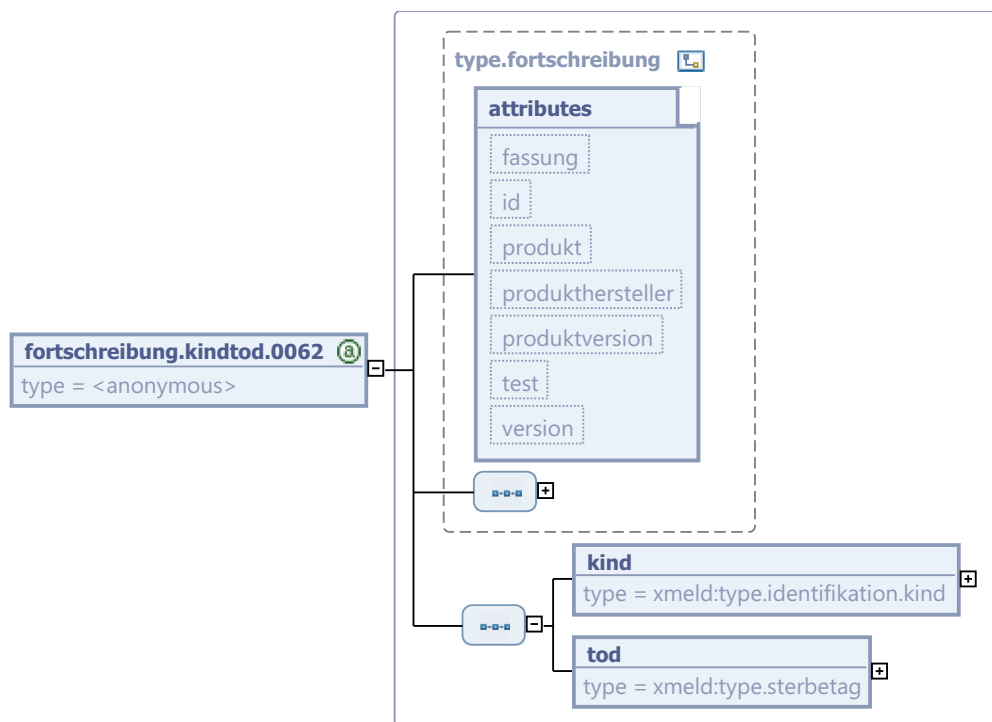 type.fortschreibung
attributes
fassung
id
produkt
produkthersteller
produktversion
test
version
fortschreibung.kindtod.0062 @
type = <anonymous>
kind
type = xmeld:type.identifikation.kind
tod
type = xmeld:type.sterbetag